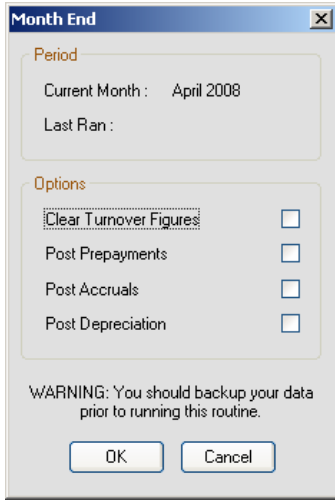 Month End
Period
Current Month : April 2008
Last Ran :
Options
Clear Turnover Figures
Post Prepayments
Post Accruals
Post Depreciation
WARNING: You should backup your data
prior to running this routine.
OK Cancel